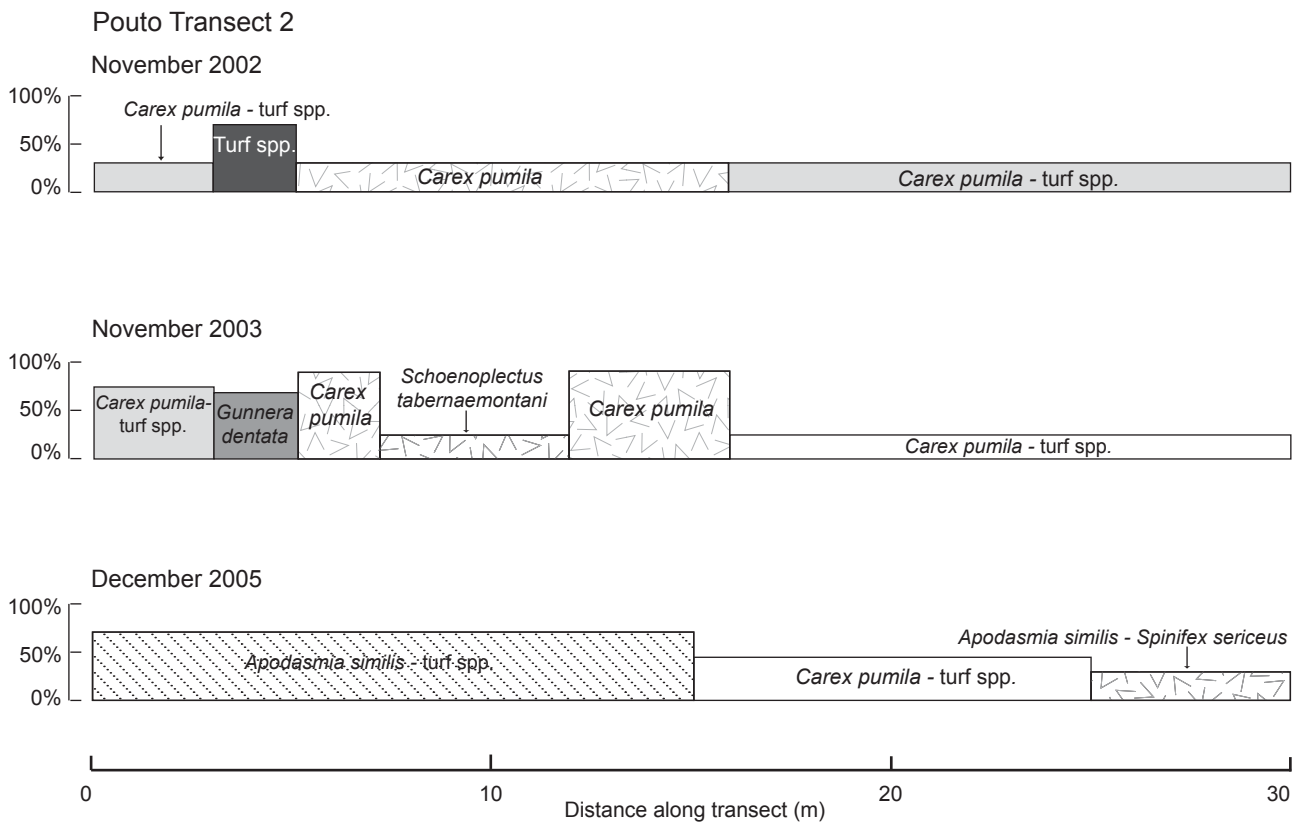 Pouto Transect 2
November 2002
100%
50%
0%
Carex pumila - turf spp.
Turf spp.
Carex pumila
Carex pumila - turf spp.
November 2003
100%
50%
0%
Carex pumila-
turf spp.
Gunnera
dentata
Carex
pumila
Schoenoplectus
tabernaemontani
Carex pumila
Carex pumila - turf spp.
December 2005
100%
50%
0%
Apodasmia similis - turf spp.
Carex pumila - turf spp.
Apodasmia similis - Spinifex sericeus
0 10 20 30
Distance along transect (m)